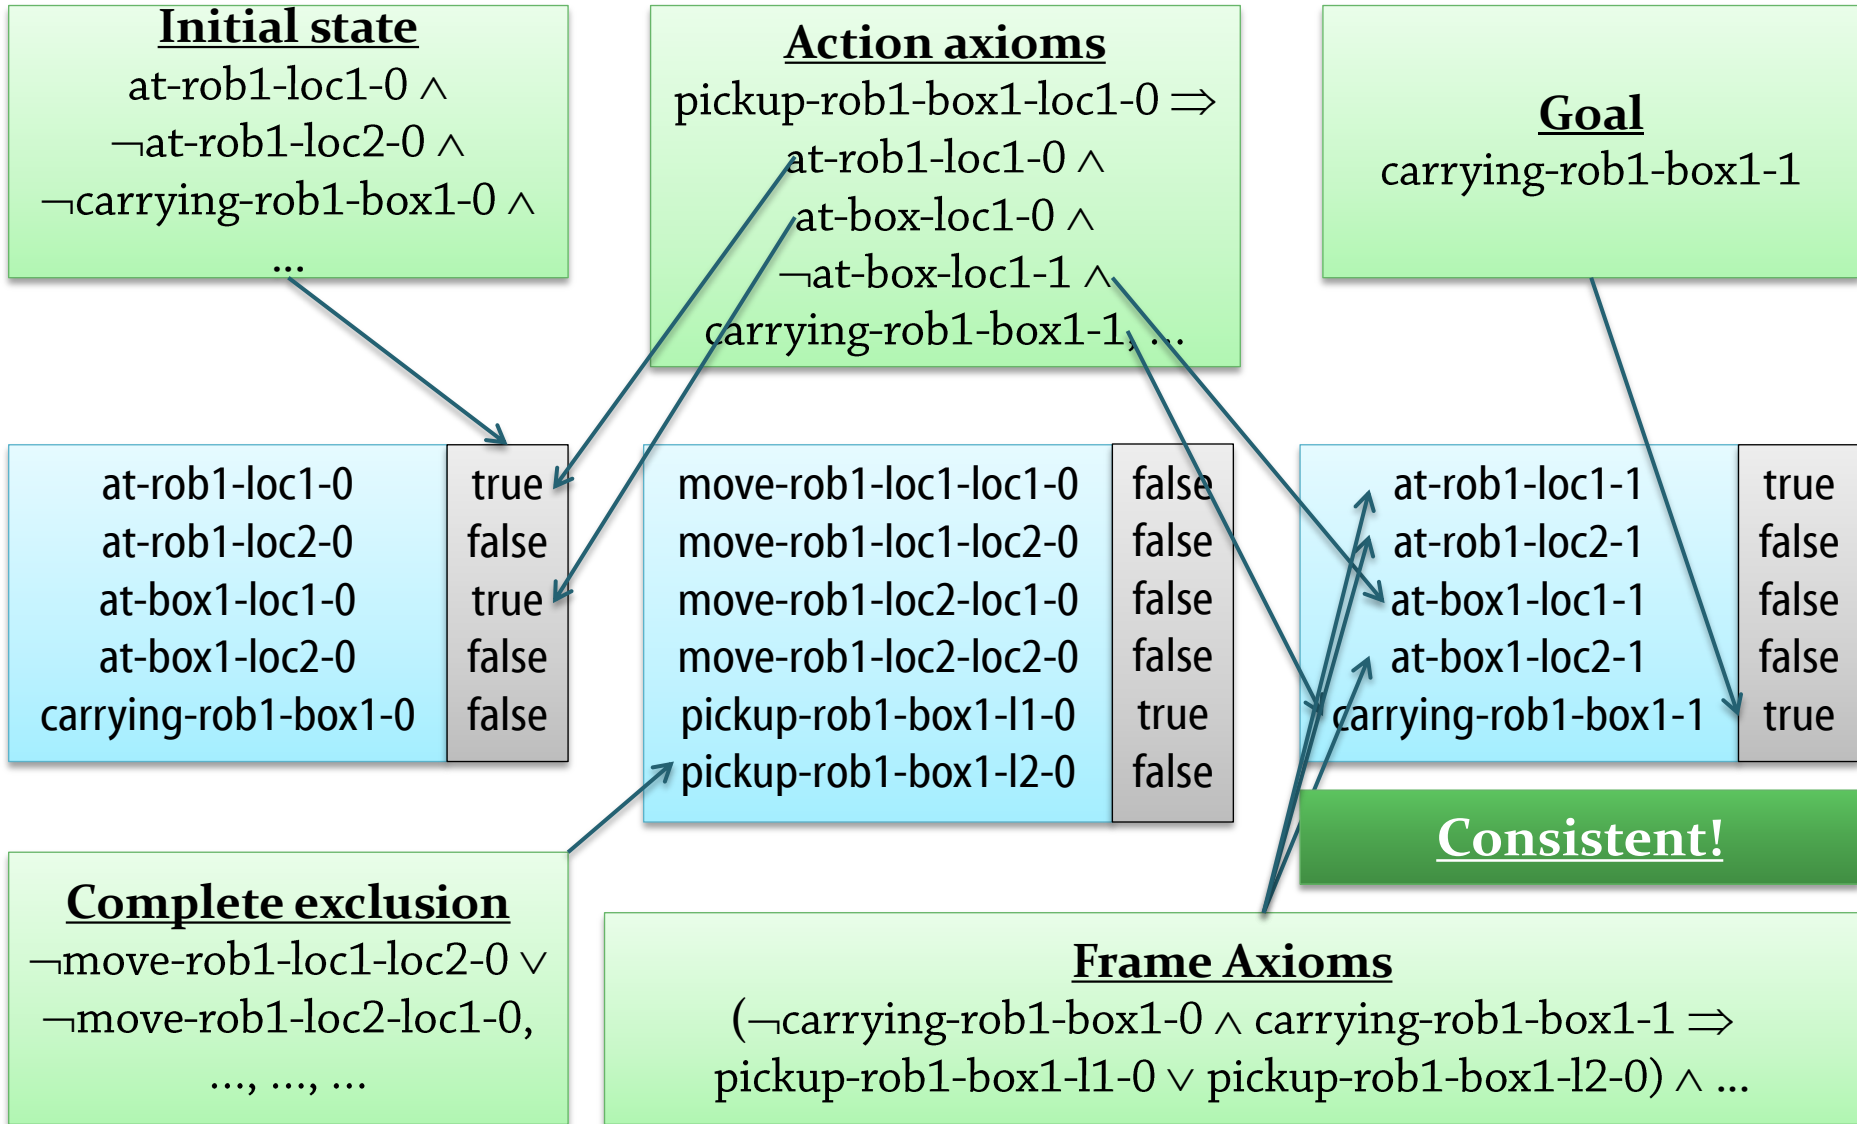 Initial state
at-rob1-loc1-0 ∧
¬at-rob1-loc2-0 ∧
¬carrying-rob1-box1-0 ∧
...
Action axioms
pickup-rob1-box1-loc1-0 ⇒
at-rob1-loc1-0 ∧
at-box-loc1-0 ∧
¬at-box-loc1-1 ∧
carrying-rob1-box1-1, ...
Goal
carrying-rob1-box1-1
at-rob1-loc1-0 true
at-rob1-loc2-0 false
at-box1-loc1-0 true
at-box1-loc2-0 false
carrying-rob1-box1-0 false
move-rob1-loc1-loc1-0 false
move-rob1-loc1-loc2-0 false
move-rob1-loc2-loc1-0 false
move-rob1-loc2-loc2-0 false
pickup-rob1-box1-l1-0 true
pickup-rob1-box1-l2-0 false
at-rob1-loc1-1 true
at-rob1-loc2-1 false
at-box1-loc1-1 false
at-box1-loc2-1 false
carrying-rob1-box1-1 true
Consistent!
Complete exclusion
¬move-rob1-loc1-loc2-0 ∨
¬move-rob1-loc2-loc1-0,
..., ..., ...
Frame Axioms
(¬carrying-rob1-box1-0 ∧ carrying-rob1-box1-1 ⇒
pickup-rob1-box1-l1-0 ∨ pickup-rob1-box1-l2-0) ∧ ...